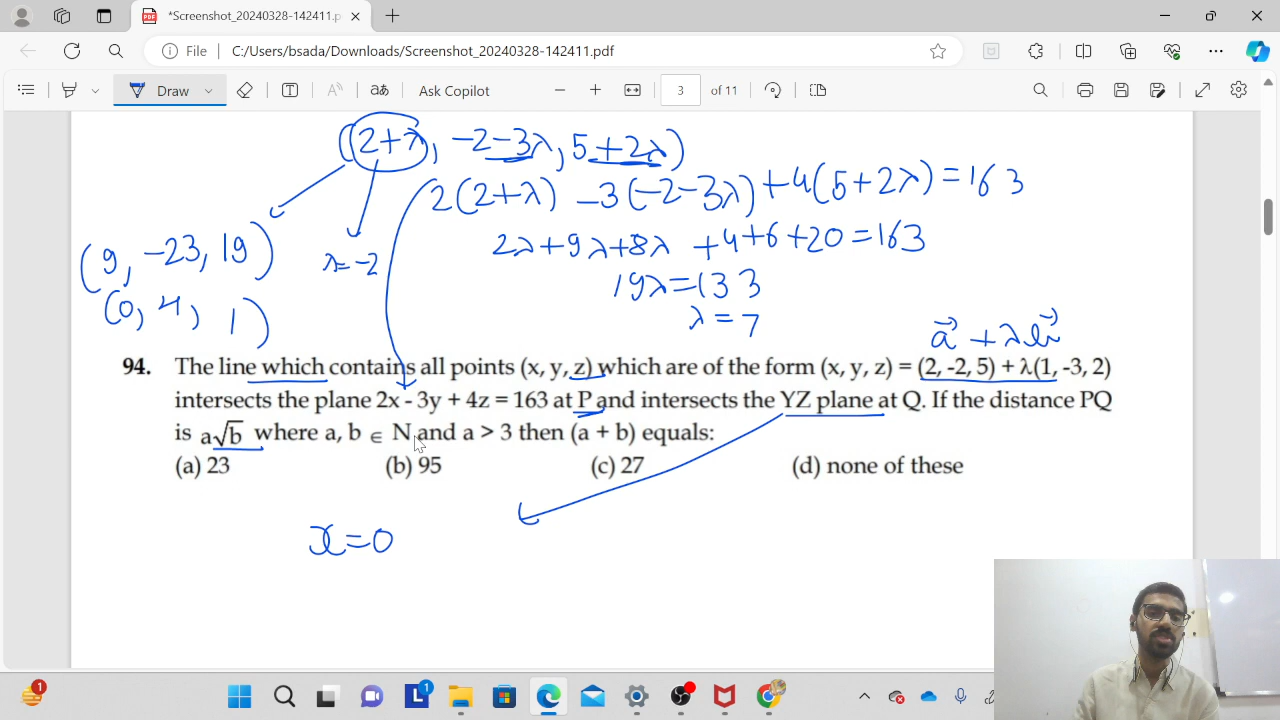 *Screenshot_20240328-142411.p
File C:/Users/bsada/Downloads/Screenshot_20240328-142411.pdf
Draw aあ Ask Copilot 3 of 11
(2+λ, -2-3λ, 5+2λ)
2(2+λ) -3(-2-3λ)+4(5+2λ)=163
(9, -23, 19) λ=-2 2λ+9λ+8λ +4+6+20=163
(0, 4, 1) 19λ=133
λ=7
a⃗ +λb⃗
94. The line which contains all points (x, y, z) which are of the form (x, y, z) = (2, -2, 5) + λ(1, -3, 2)
intersects the plane 2x - 3y + 4z = 163 at P and intersects the YZ plane at Q. If the distance PQ
is a√b where a, b ∈ N and a > 3 then (a + b) equals:
(a) 23 (b) 95 (c) 27 (d) none of these
x=0
1
1